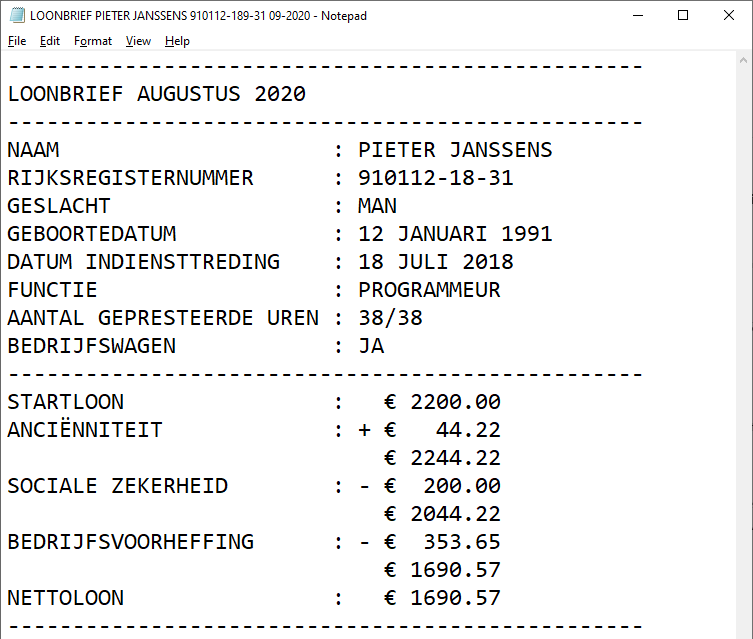 LOONBRIEF PIETER JANSSENS 910112-189-31 09-2020 - Notepad
File Edit Format View Help
-------------------------------------------------
LOONBRIEF AUGUSTUS 2020
-------------------------------------------------
NAAM                     : PIETER JANSSENS
RIJKSREGISTERNUMMER      : 910112-18-31
GESLACHT                 : MAN
GEBOORTEDATUM            : 12 JANUARI 1991
DATUM INDIENSTTREDING    : 18 JULI 2018
FUNCTIE                  : PROGRAMMEUR
AANTAL GEPRESTEERDE UREN : 38/38
BEDRIJFSWAGEN            : JA
-------------------------------------------------
STARTLOON                :   € 2200.00
ANCIËNNITEIT             : + €   44.22
                             € 2244.22
SOCIALE ZEKERHEID        : - €  200.00
                             € 2044.22
BEDRIJFSVOORHEFFING      : - €  353.65
                             € 1690.57
NETTOLOON                :   € 1690.57
-------------------------------------------------